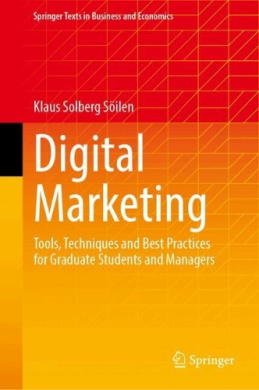 Springer Texts in Business and Economics
Klaus Solberg Söilen
Digital
Marketing
Tools, Techniques and Best Practices
for Graduate Students and Managers
Springer